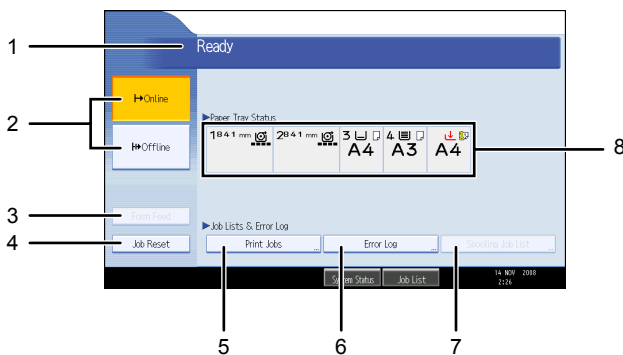 1
Ready
2
Online
Offline
Paper Tray Status
1 841 mm 2 841 mm 3 A4 4 A3 A4
8
3
Form Feed
Job Lists & Error Log
4
Job Reset
Print Jobs ...
Error Log ...
Spooling Job List ...
System Status
Job List
14 NOV 2008
2:26
5
6
7